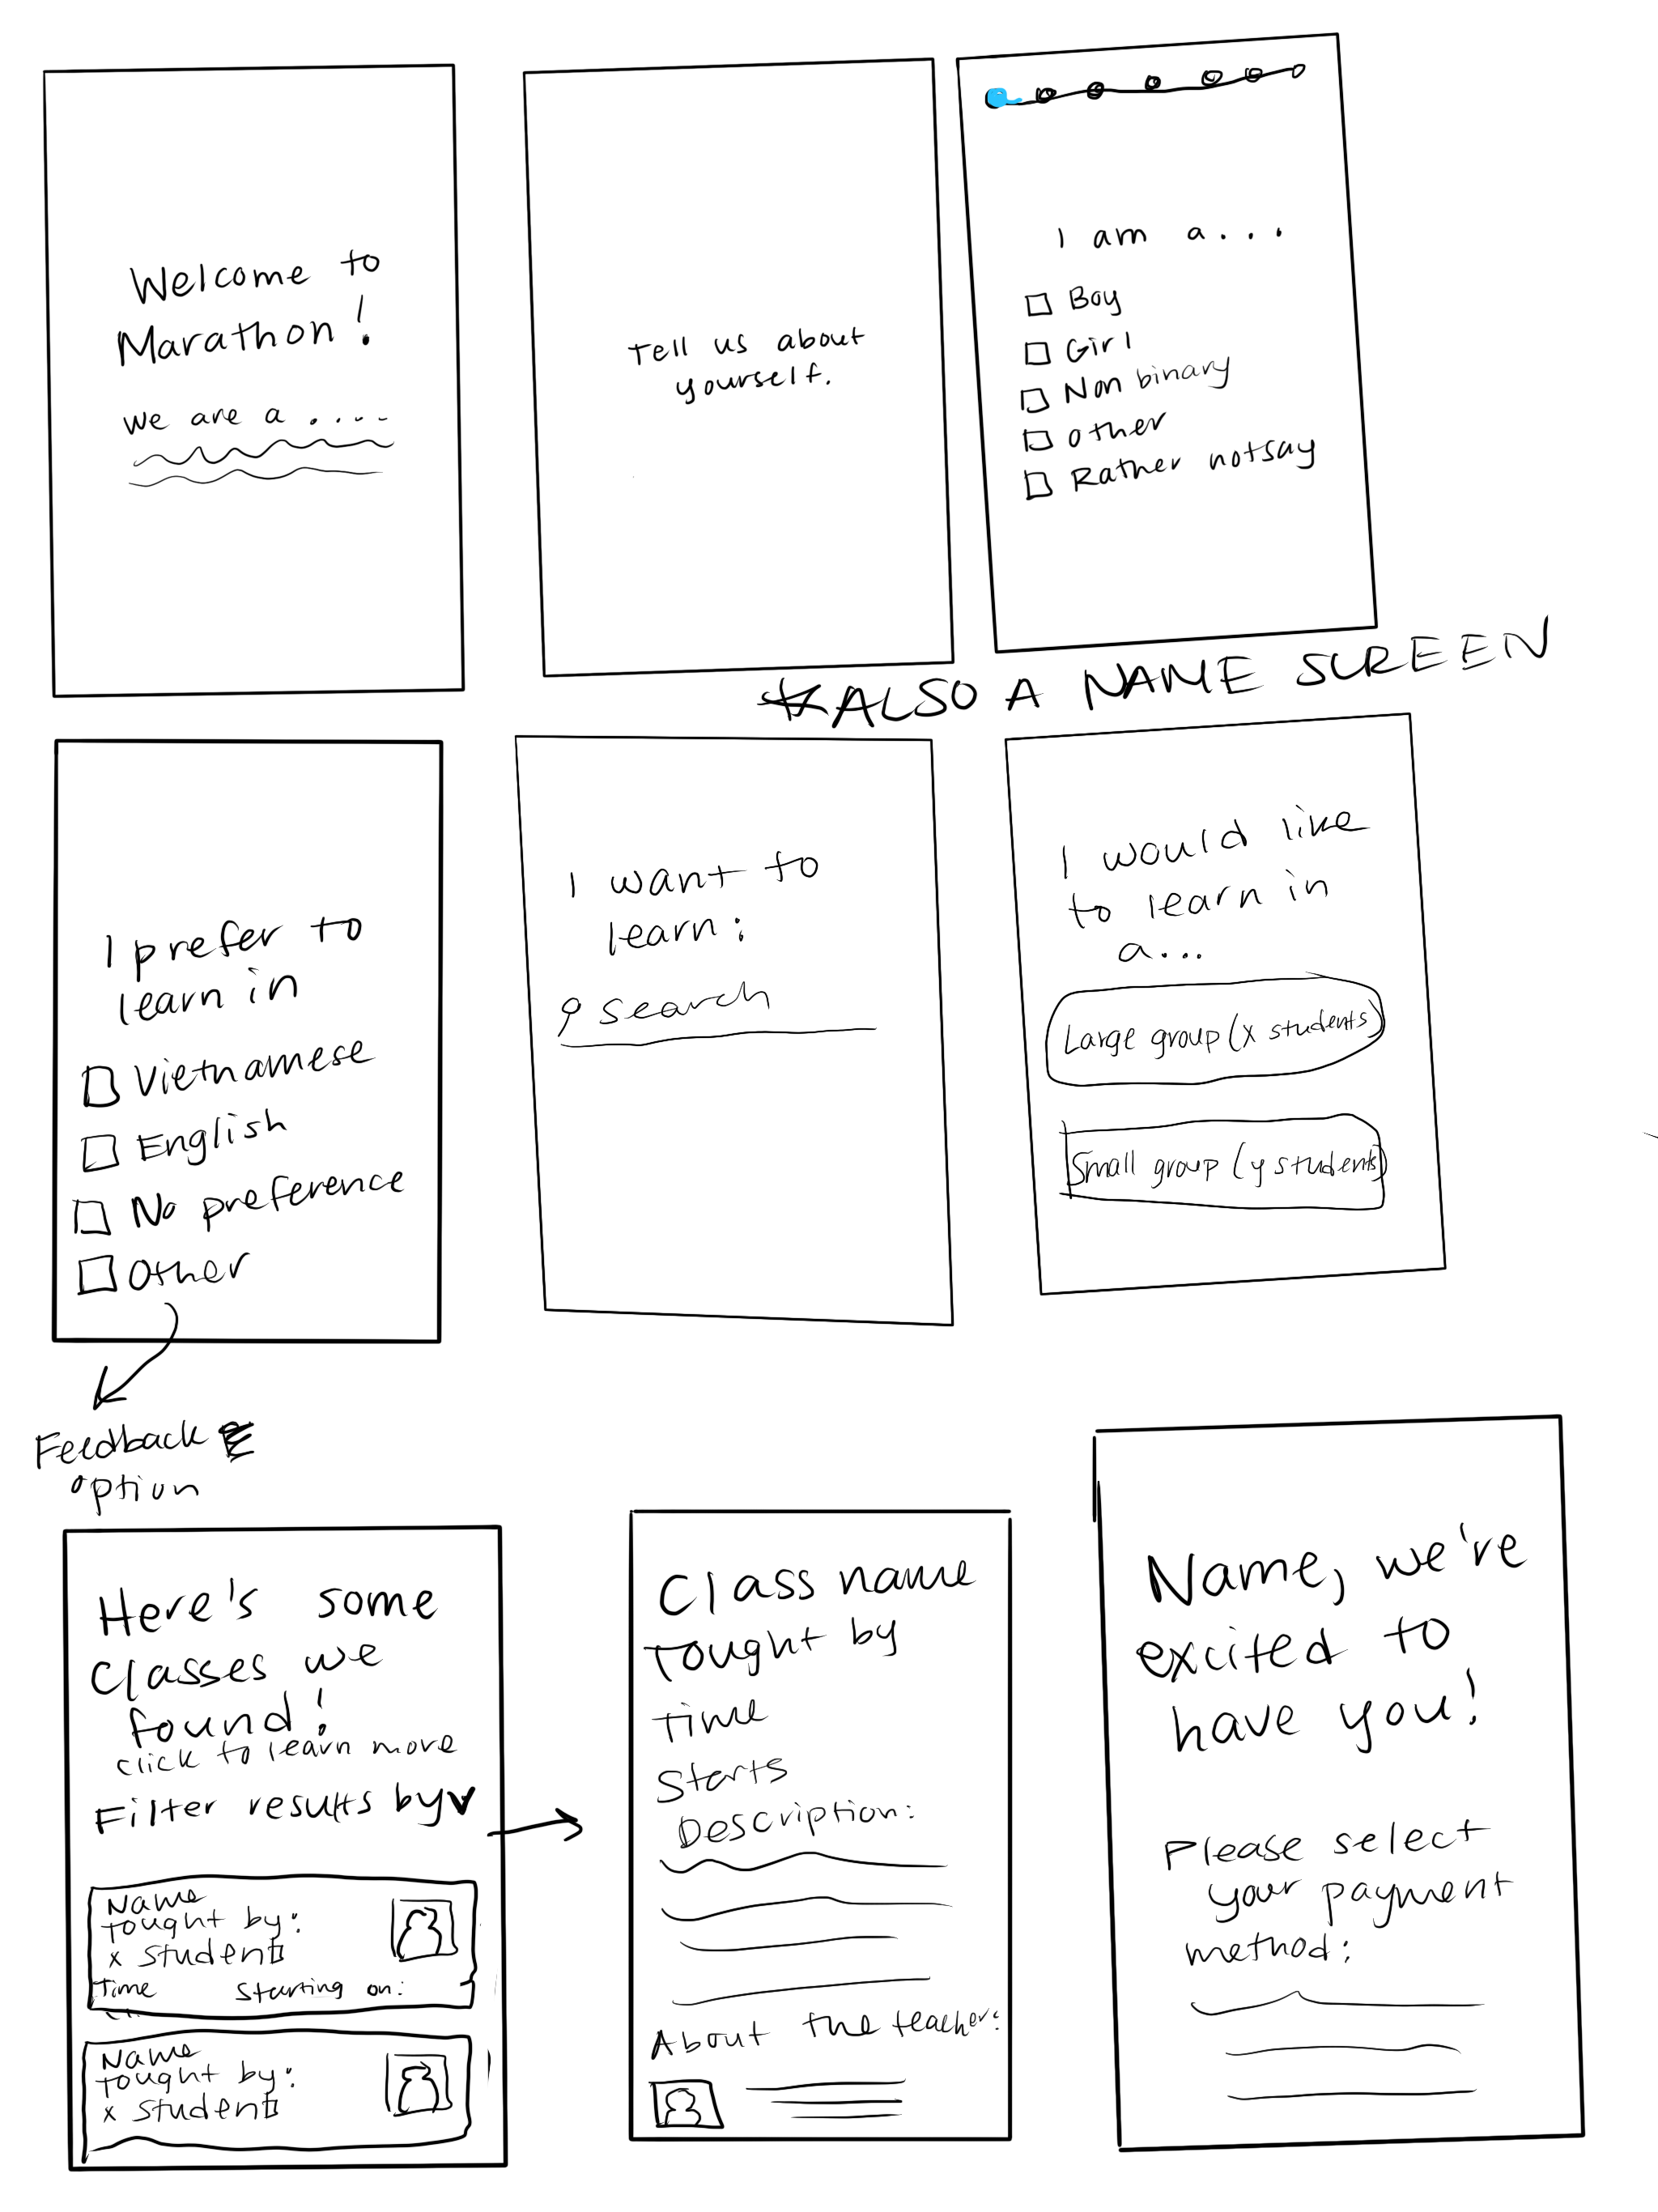 Welcome to
Marathon!
we are a ....
Tell us about
yourself.
I am a...
Boy
Girl
Non binary
other
Rather notsay
*ALSO A NAME SCREEN
I prefer to
learn in
Vietnamese
English
No preference
Other
Feedback
option
I want to
learn:
search
I would like
to learn in
a...
Large group (x students)
Small group (y students)
Here's some
classes we
found!
click to learn more
Filter results by
Name
tought by:
x students
Time Starting on:
Name
tought by:
x students
Class name
Tought by
Time
Starts
Description:
About the teacher:
Name, we're
excited to
have you!
Please select
your payment
method: